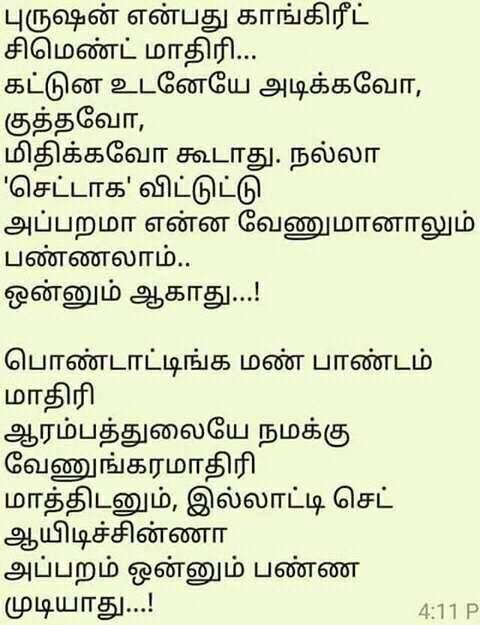 புருஷன் என்பது காங்கிரீட்
சிமெண்ட் மாதிரி...
கட்டுன உடனேயே அடிக்கவோ,
குத்தவோ,
மிதிக்கவோ கூடாது. நல்லா
'செட்டாக' விட்டுட்டு
அப்பறமா என்ன வேணுமானாலும்
பண்ணலாம்..
ஒன்னும் ஆகாது...!
பொண்டாட்டிங்க மண் பாண்டம்
மாதிரி
ஆரம்பத்துலையே நமக்கு
வேணுங்கரமாதிரி
மாத்திடனும், இல்லாட்டி செட்
ஆயிடிச்சின்ணா
அப்பறம் ஒன்னும் பண்ண
முடியாது...!
4:11 P